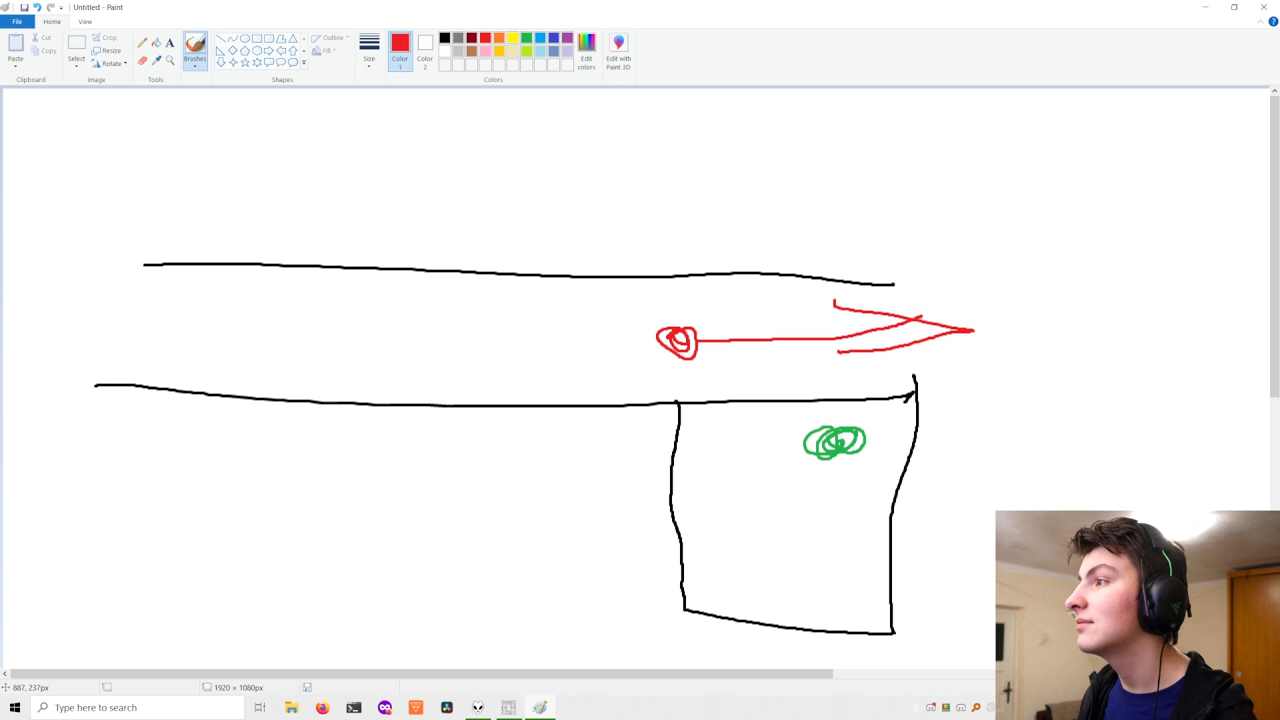 Untitled - Paint
File
Home
View
Paste
Cut
Copy
Clipboard
Select
Crop
Resize
Rotate
Image
Tools
Brushes
Shapes
Outline
Fill
Size
Color 1
Color 2
Colors
Edit colors
Edit with Paint 3D
887, 237px
1920 × 1080px
Type here to search